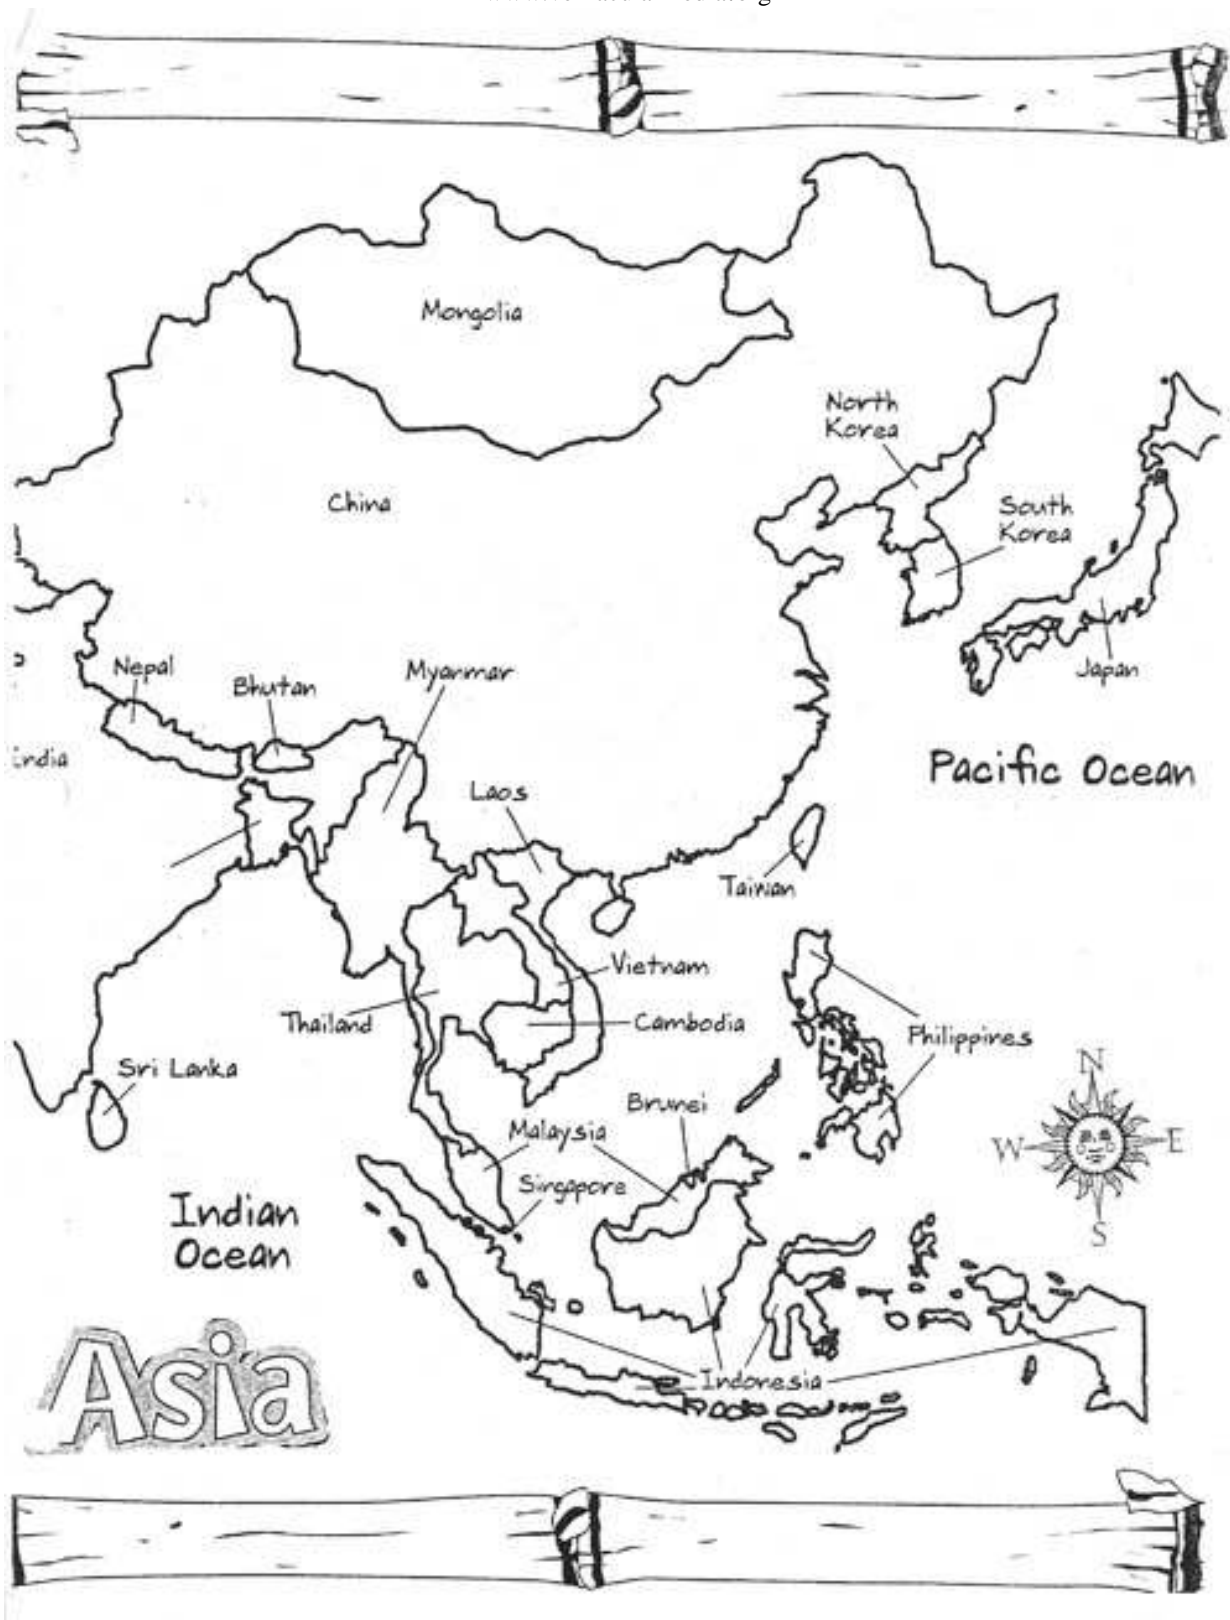 Mongolia
North
Korea
China
South
Korea
Nepal
Bhutan
Myanmar
Japan
india
Pacific Ocean
Laos
Taiwan
Vietnam
Thailand
Cambodia
Philippines
Sri Lanka
N
Brunei
Malaysia
W
E
Singapore
Indian
Ocean
S
Asia
Indonesia